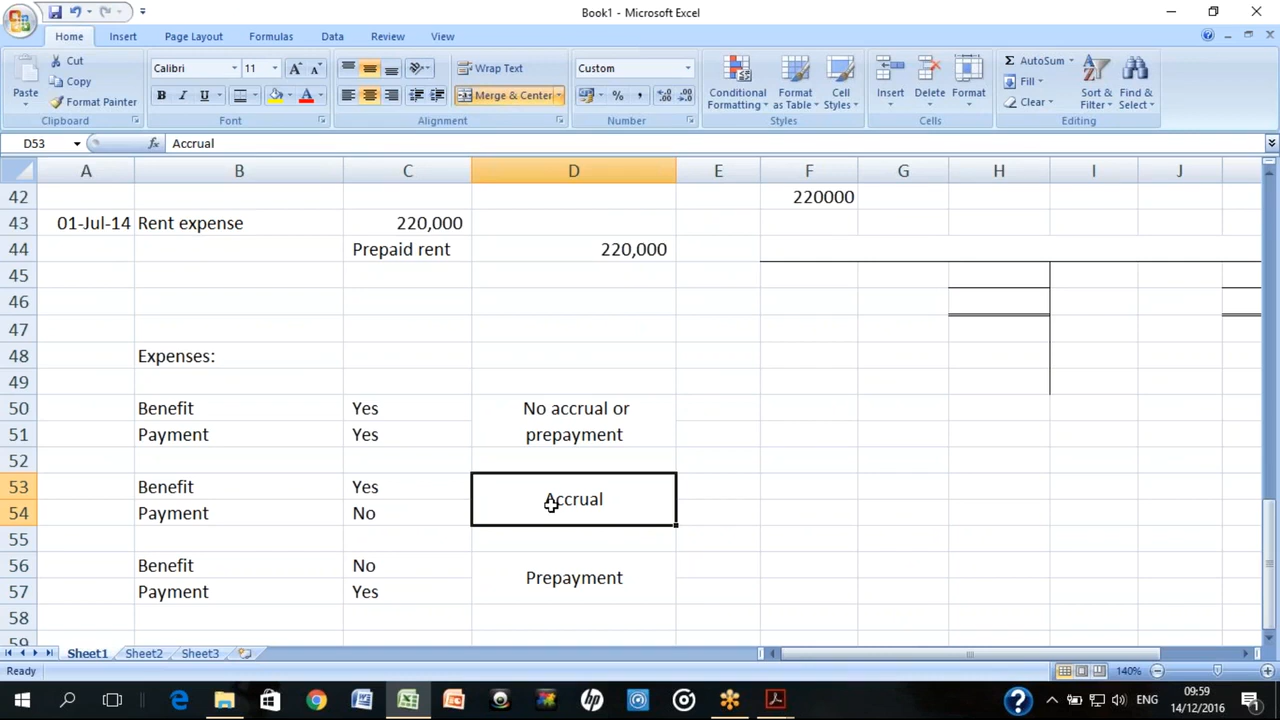 Book1 - Microsoft Excel
Home Insert Page Layout Formulas Data Review View
Paste
Cut
Copy
Format Painter
Clipboard
Calibri 11
B I U
Font
Wrap Text
Merge & Center
Alignment
Custom
% ,
Number
Conditional Formatting
Format as Table
Cell Styles
Styles
Insert Delete Format
Cells
Σ AutoSum
Fill
Clear
Sort & Filter
Find & Select
Editing
D53 fx Accrual
A B C D E F G H I J
42 220000
43 01-Jul-14 Rent expense 220,000
44 Prepaid rent 220,000
45
46
47
48 Expenses:
49
50 Benefit Yes No accrual or
51 Payment Yes prepayment
52
53 Benefit Yes Accrual
54 Payment No
55
56 Benefit No Prepayment
57 Payment Yes
58
59
Sheet1 Sheet2 Sheet3
Ready 140%
ENG 09:59
14/12/2016